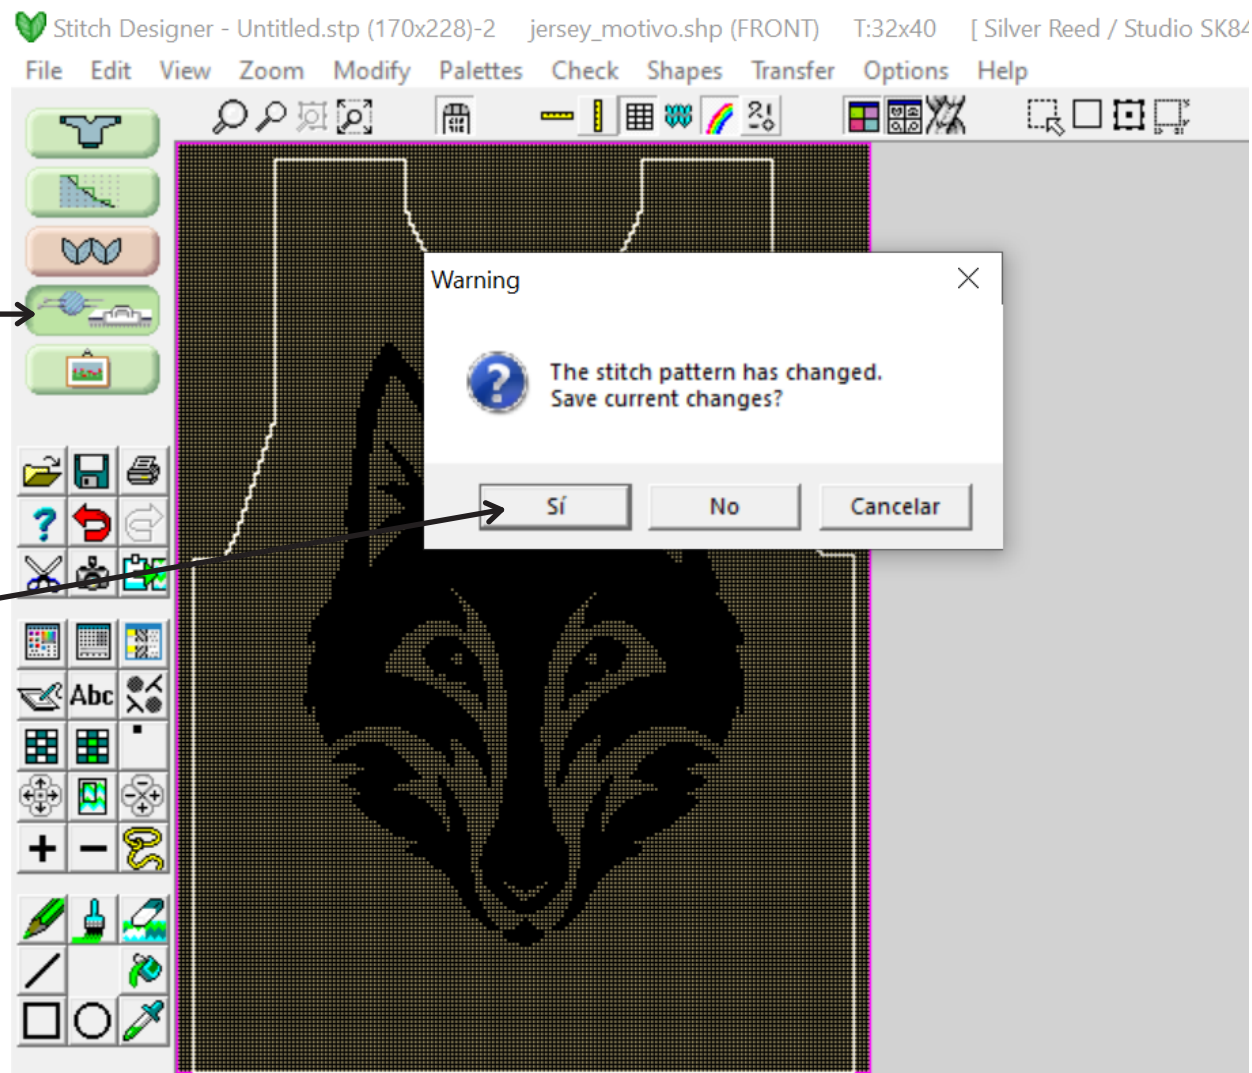 Stitch Designer - Untitled.stp (170x228)-2 jersey_motivo.shp (FRONT) T:32x40 [ Silver Reed / Studio SK84
File Edit View Zoom Modify Palettes Check Shapes Transfer Options Help
Warning
The stitch pattern has changed.
Save current changes?
Sí No Cancelar
Abc